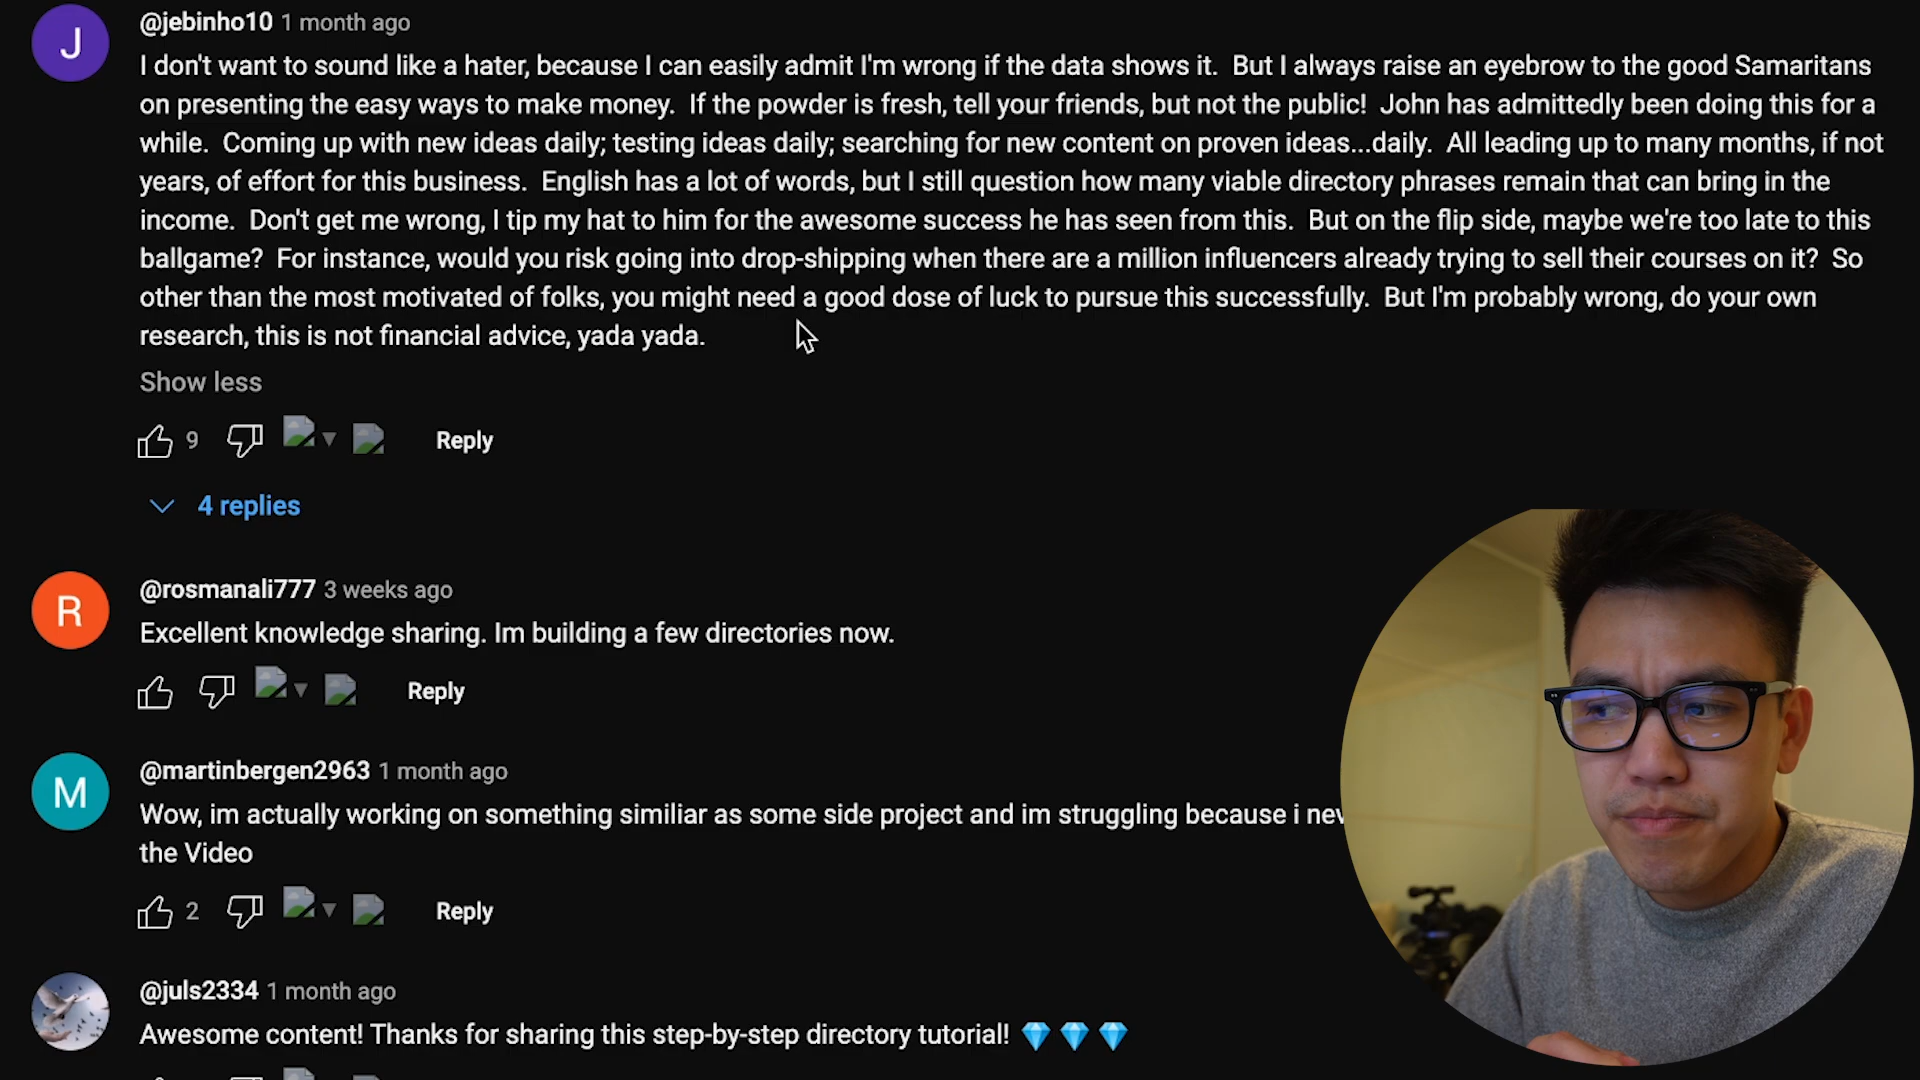 J
@jebinho10 1 month ago
I don't want to sound like a hater, because I can easily admit I'm wrong if the data shows it.  But I always raise an eyebrow to the good Samaritans
on presenting the easy ways to make money.  If the powder is fresh, tell your friends, but not the public!  John has admittedly been doing this for a
while.  Coming up with new ideas daily; testing ideas daily; searching for new content on proven ideas...daily.  All leading up to many months, if not
years, of effort for this business.  English has a lot of words, but I still question how many viable directory phrases remain that can bring in the
income.  Don't get me wrong, I tip my hat to him for the awesome success he has seen from this.  But on the flip side, maybe we're too late to this
ballgame?  For instance, would you risk going into drop-shipping when there are a million influencers already trying to sell their courses on it?  So
other than the most motivated of folks, you might need a good dose of luck to pursue this successfully.  But I'm probably wrong, do your own
research, this is not financial advice, yada yada.
Show less
9 Reply
4 replies
R
@rosmanali777 3 weeks ago
Excellent knowledge sharing. Im building a few directories now.
Reply
M
@martinbergen2963 1 month ago
Wow, im actually working on something similiar as some side project and im struggling because i
the Video
2 Reply
@juls2334 1 month ago
Awesome content! Thanks for sharing this step-by-step directory tutorial! 💎 💎 💎